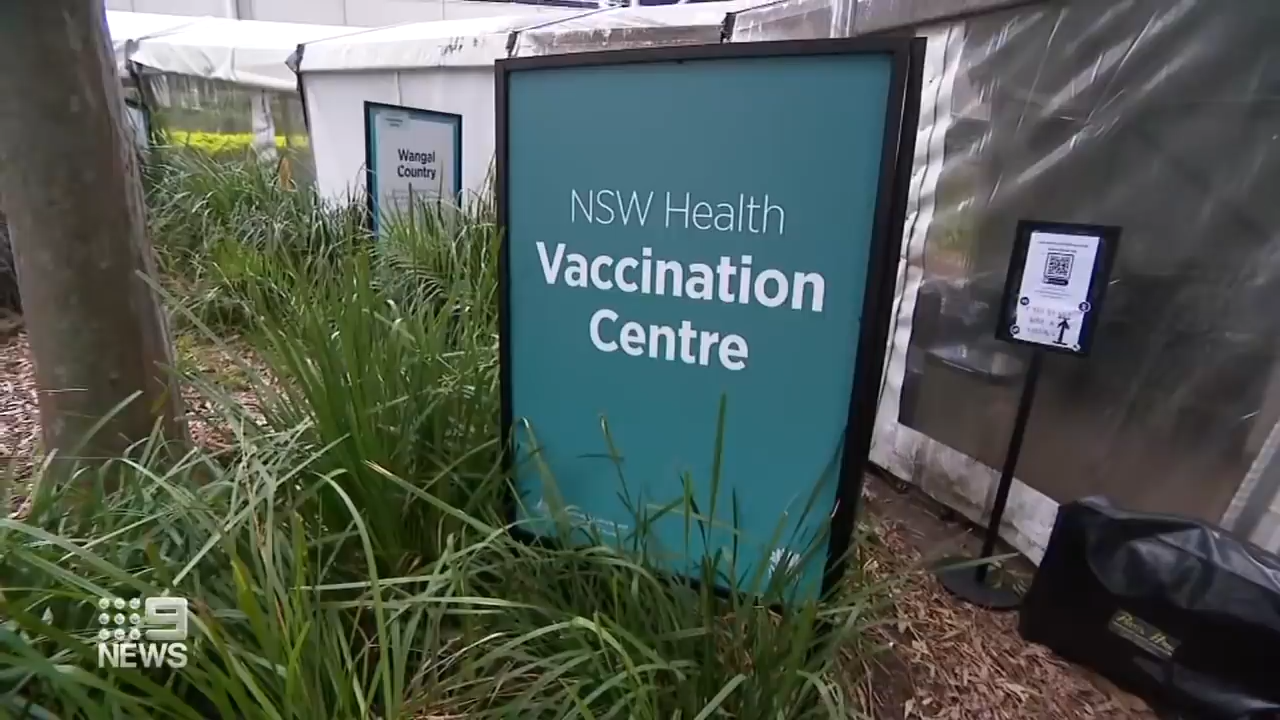 Wangal
Country
NSW Health
Vaccination
Centre
9
NEWS